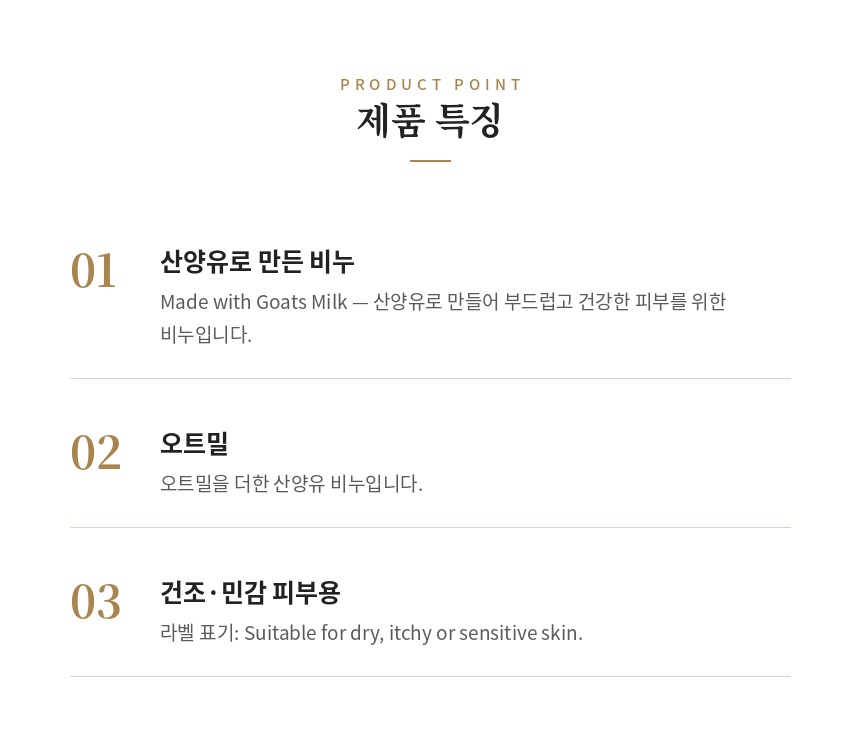 PRODUCT POINT
제품 특징
01
산양유로 만든 비누
Made with Goats Milk — 산양유로 만들어 부드럽고 건강한 피부를 위한
비누입니다.
02
오트밀
오트밀을 더한 산양유 비누입니다.
03
건조·민감 피부용
라벨 표기: Suitable for dry, itchy or sensitive skin.